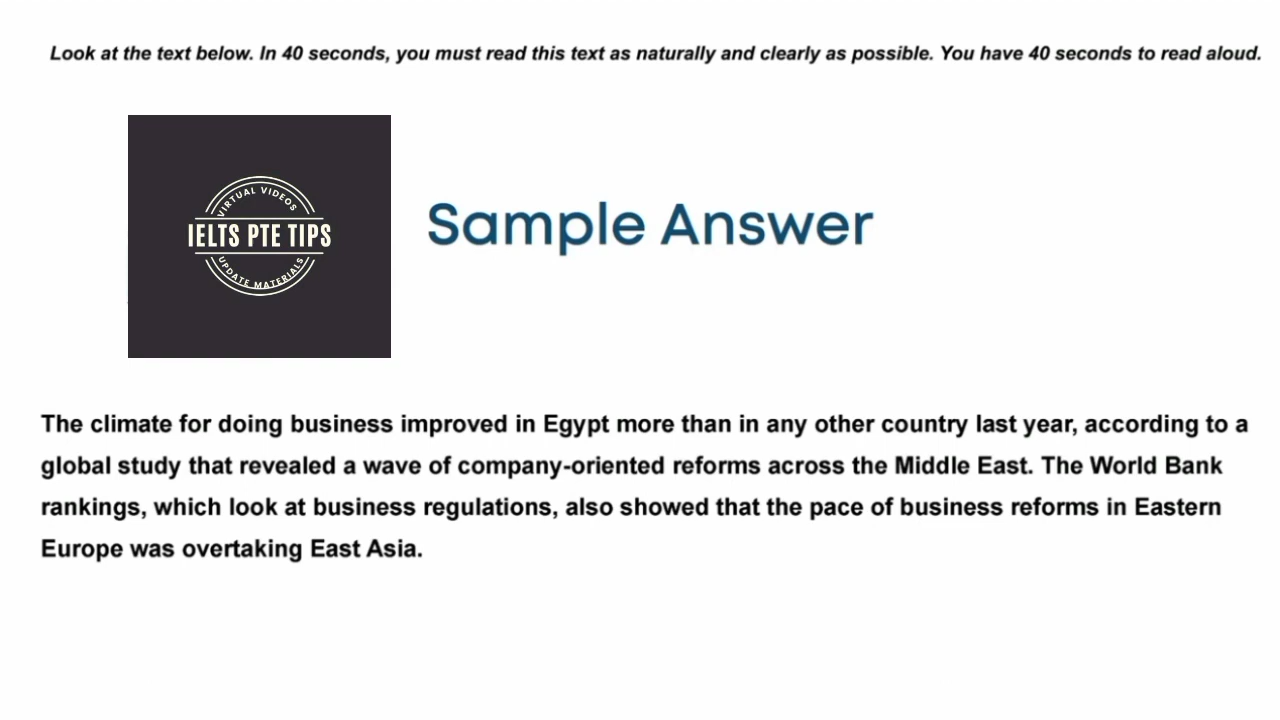 Look at the text below. In 40 seconds, you must read this text as naturally and clearly as possible. You have 40 seconds to read aloud.
VIRTUAL VIDEOS
IELTS PTE TIPS
UPDATE MATERIALS
Sample Answer
The climate for doing business improved in Egypt more than in any other country last year, according to a
global study that revealed a wave of company-oriented reforms across the Middle East. The World Bank
rankings, which look at business regulations, also showed that the pace of business reforms in Eastern
Europe was overtaking East Asia.